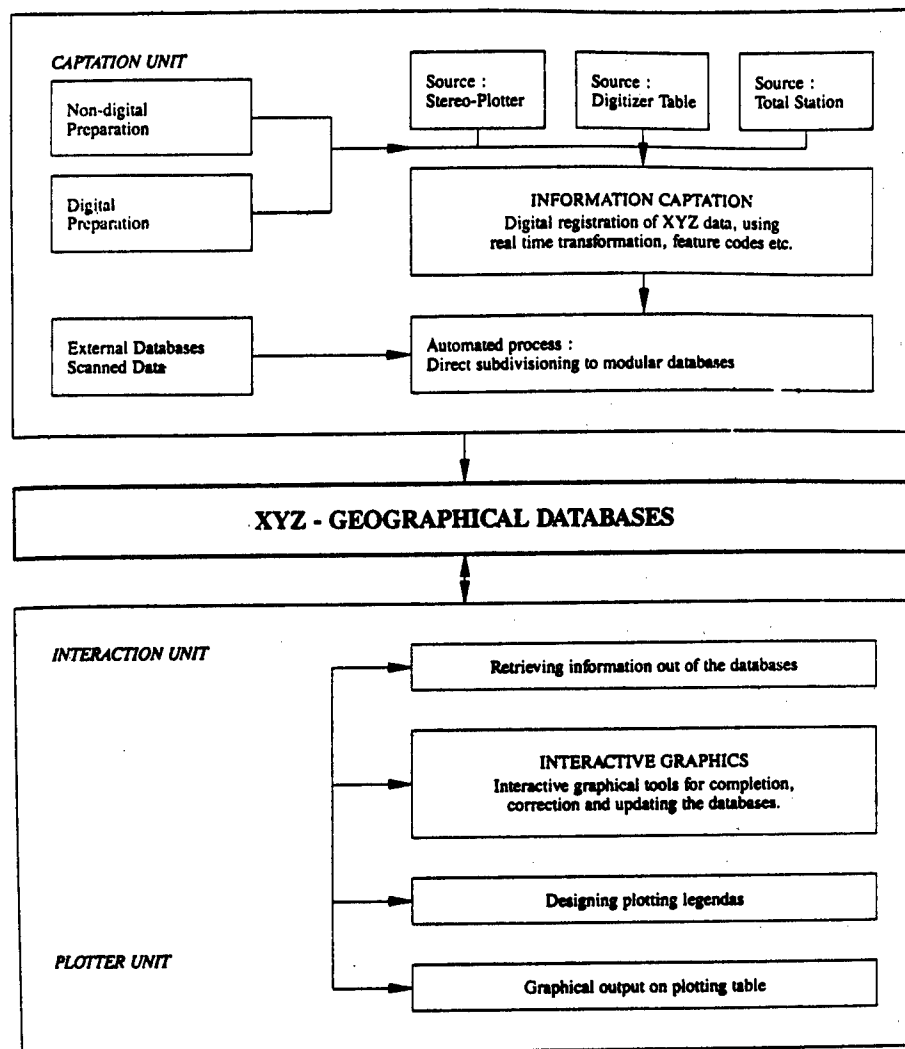 CAPTATION UNIT
Non-digital
Preparation
Digital
Preparation
Source :
Stereo-Plotter
Source :
Digitizer Table
Source :
Total Station
INFORMATION CAPTATION
Digital registration of XYZ data, using
real time transformation, feature codes etc.
External Databases
Scanned Data
Automated process :
Direct subdivisioning to modular databases
XYZ - GEOGRAPHICAL DATABASES
INTERACTION UNIT
Retrieving information out of the databases
INTERACTIVE GRAPHICS
Interactive graphical tools for completion,
correction and updating the databases.
Designing plotting legendas
PLOTTER UNIT
Graphical output on plotting table